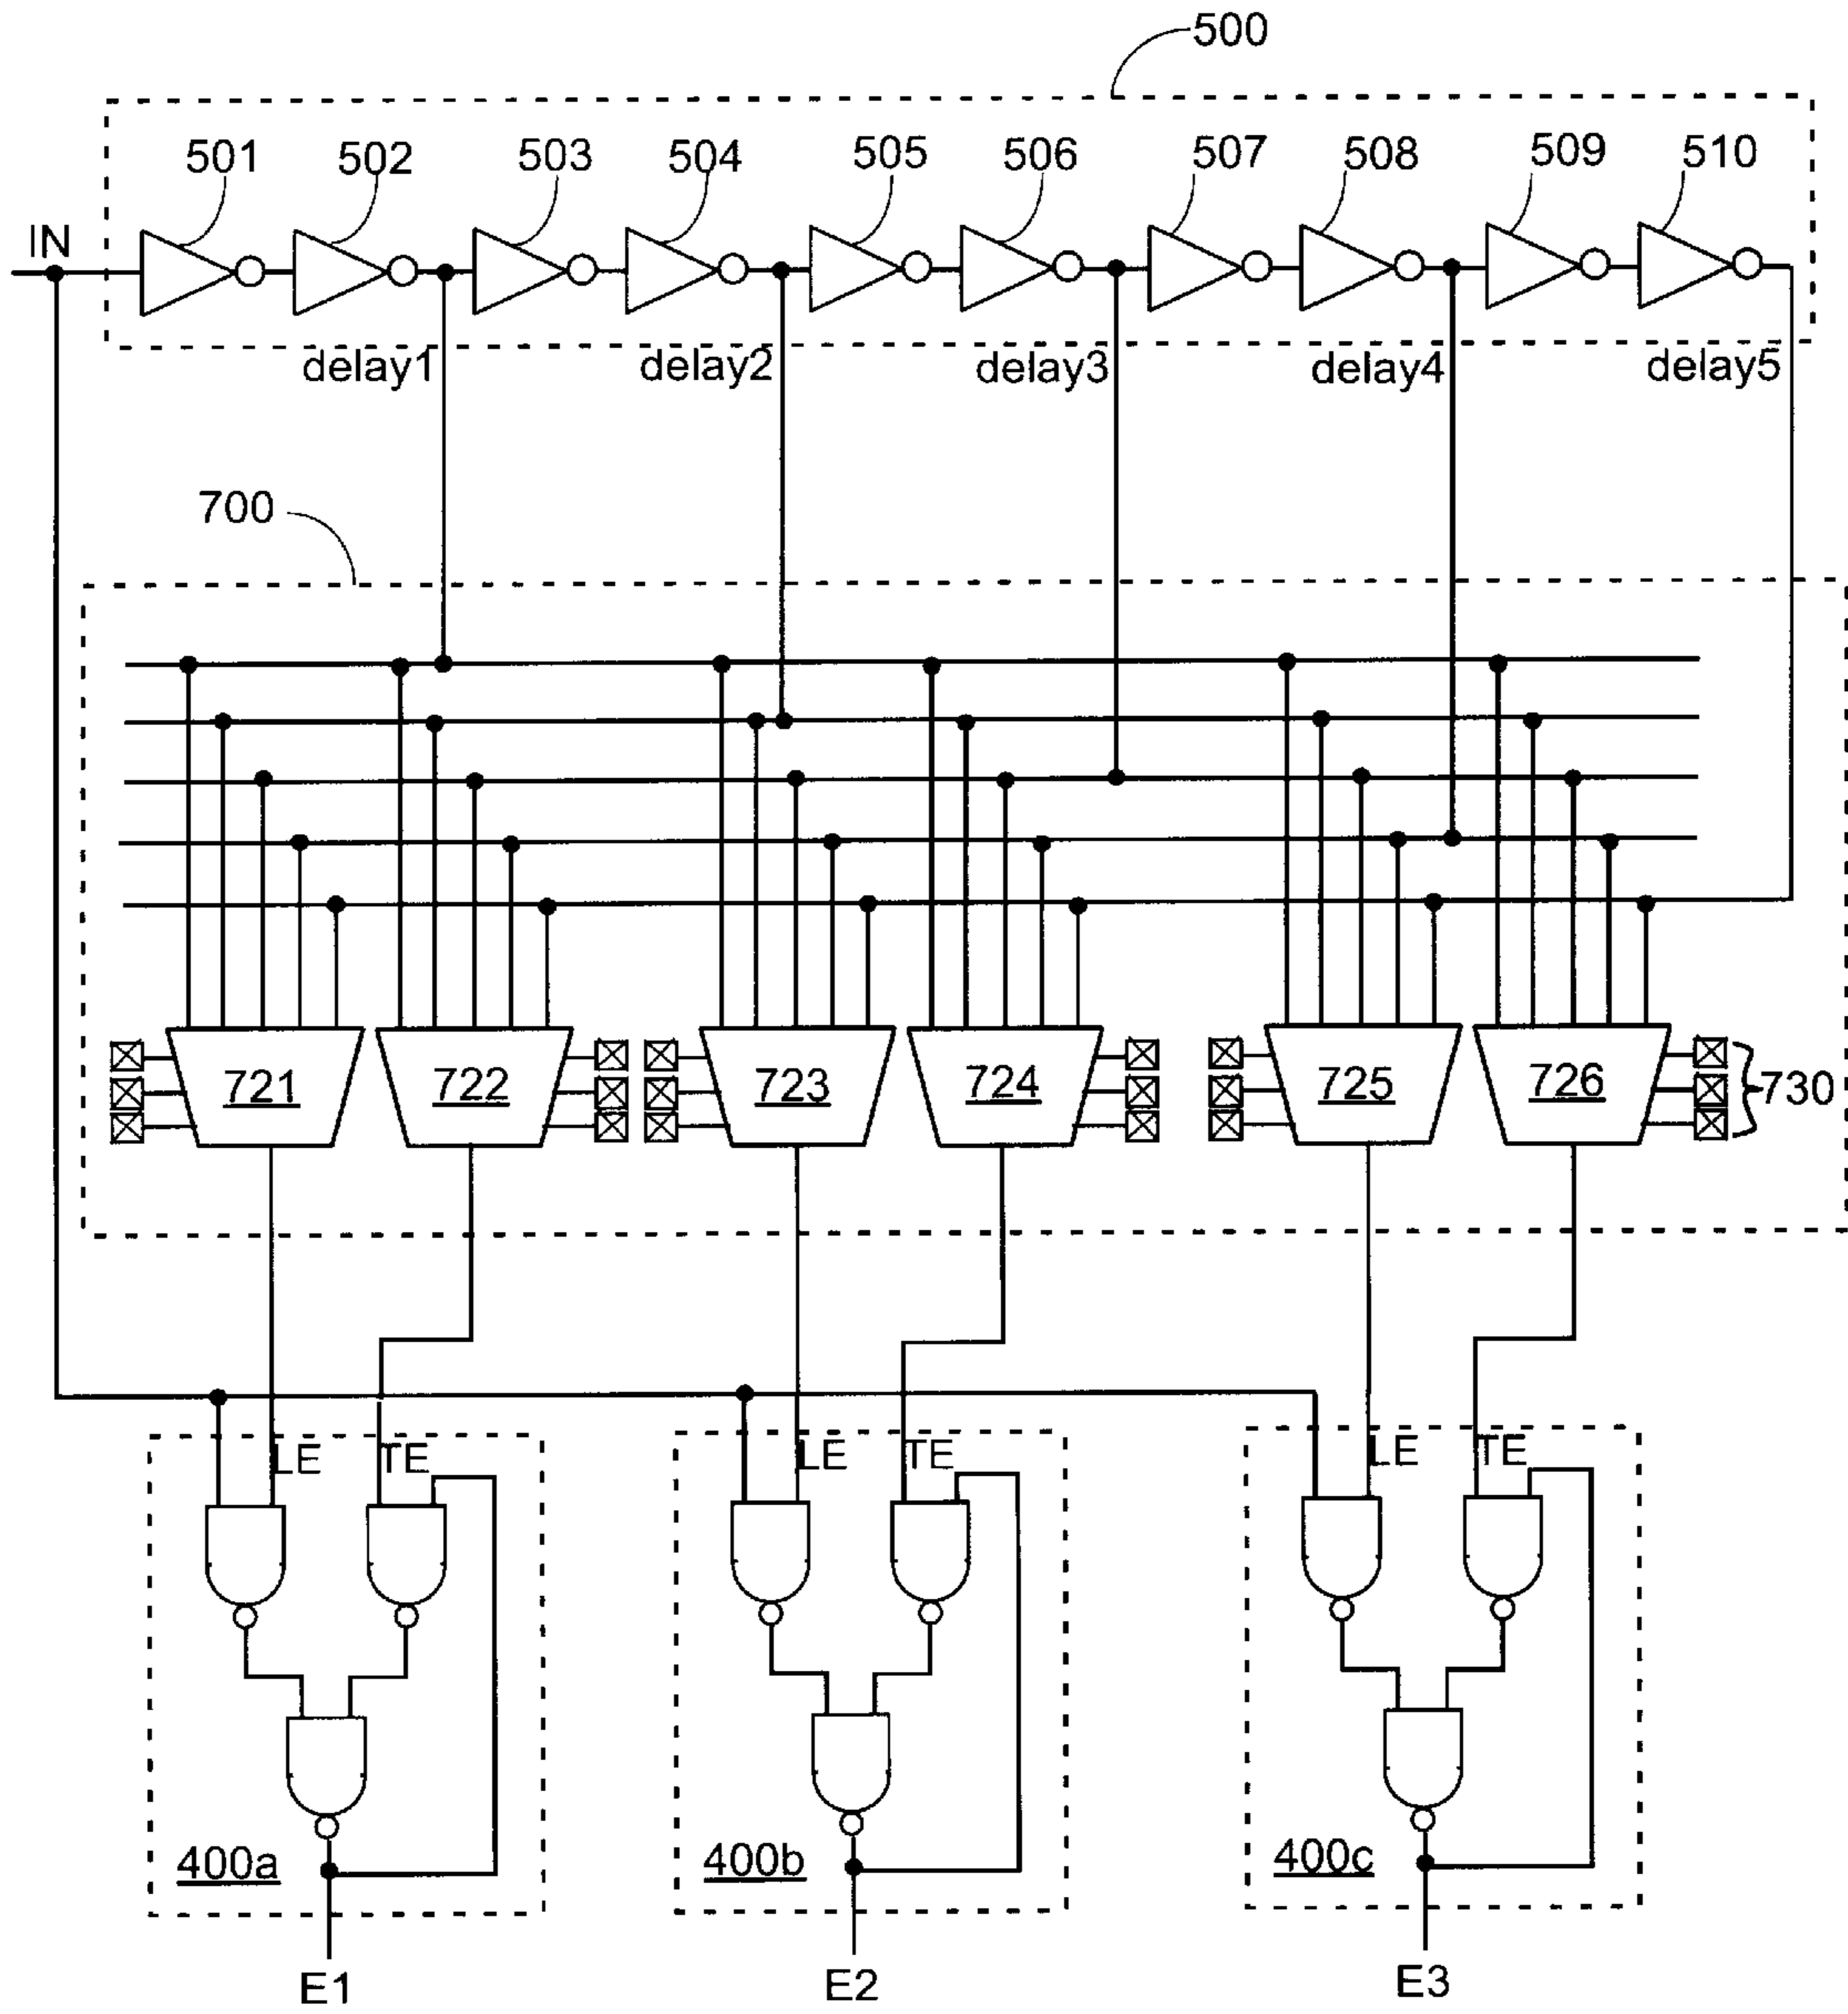 500
501 502 503 504 505 506 507 508 509 510
IN
delay1 delay2 delay3 delay4 delay5
700
721 722 723 724 725 726 730
LE TE LE TE LE TE
400a 400b 400c
E1 E2 E3